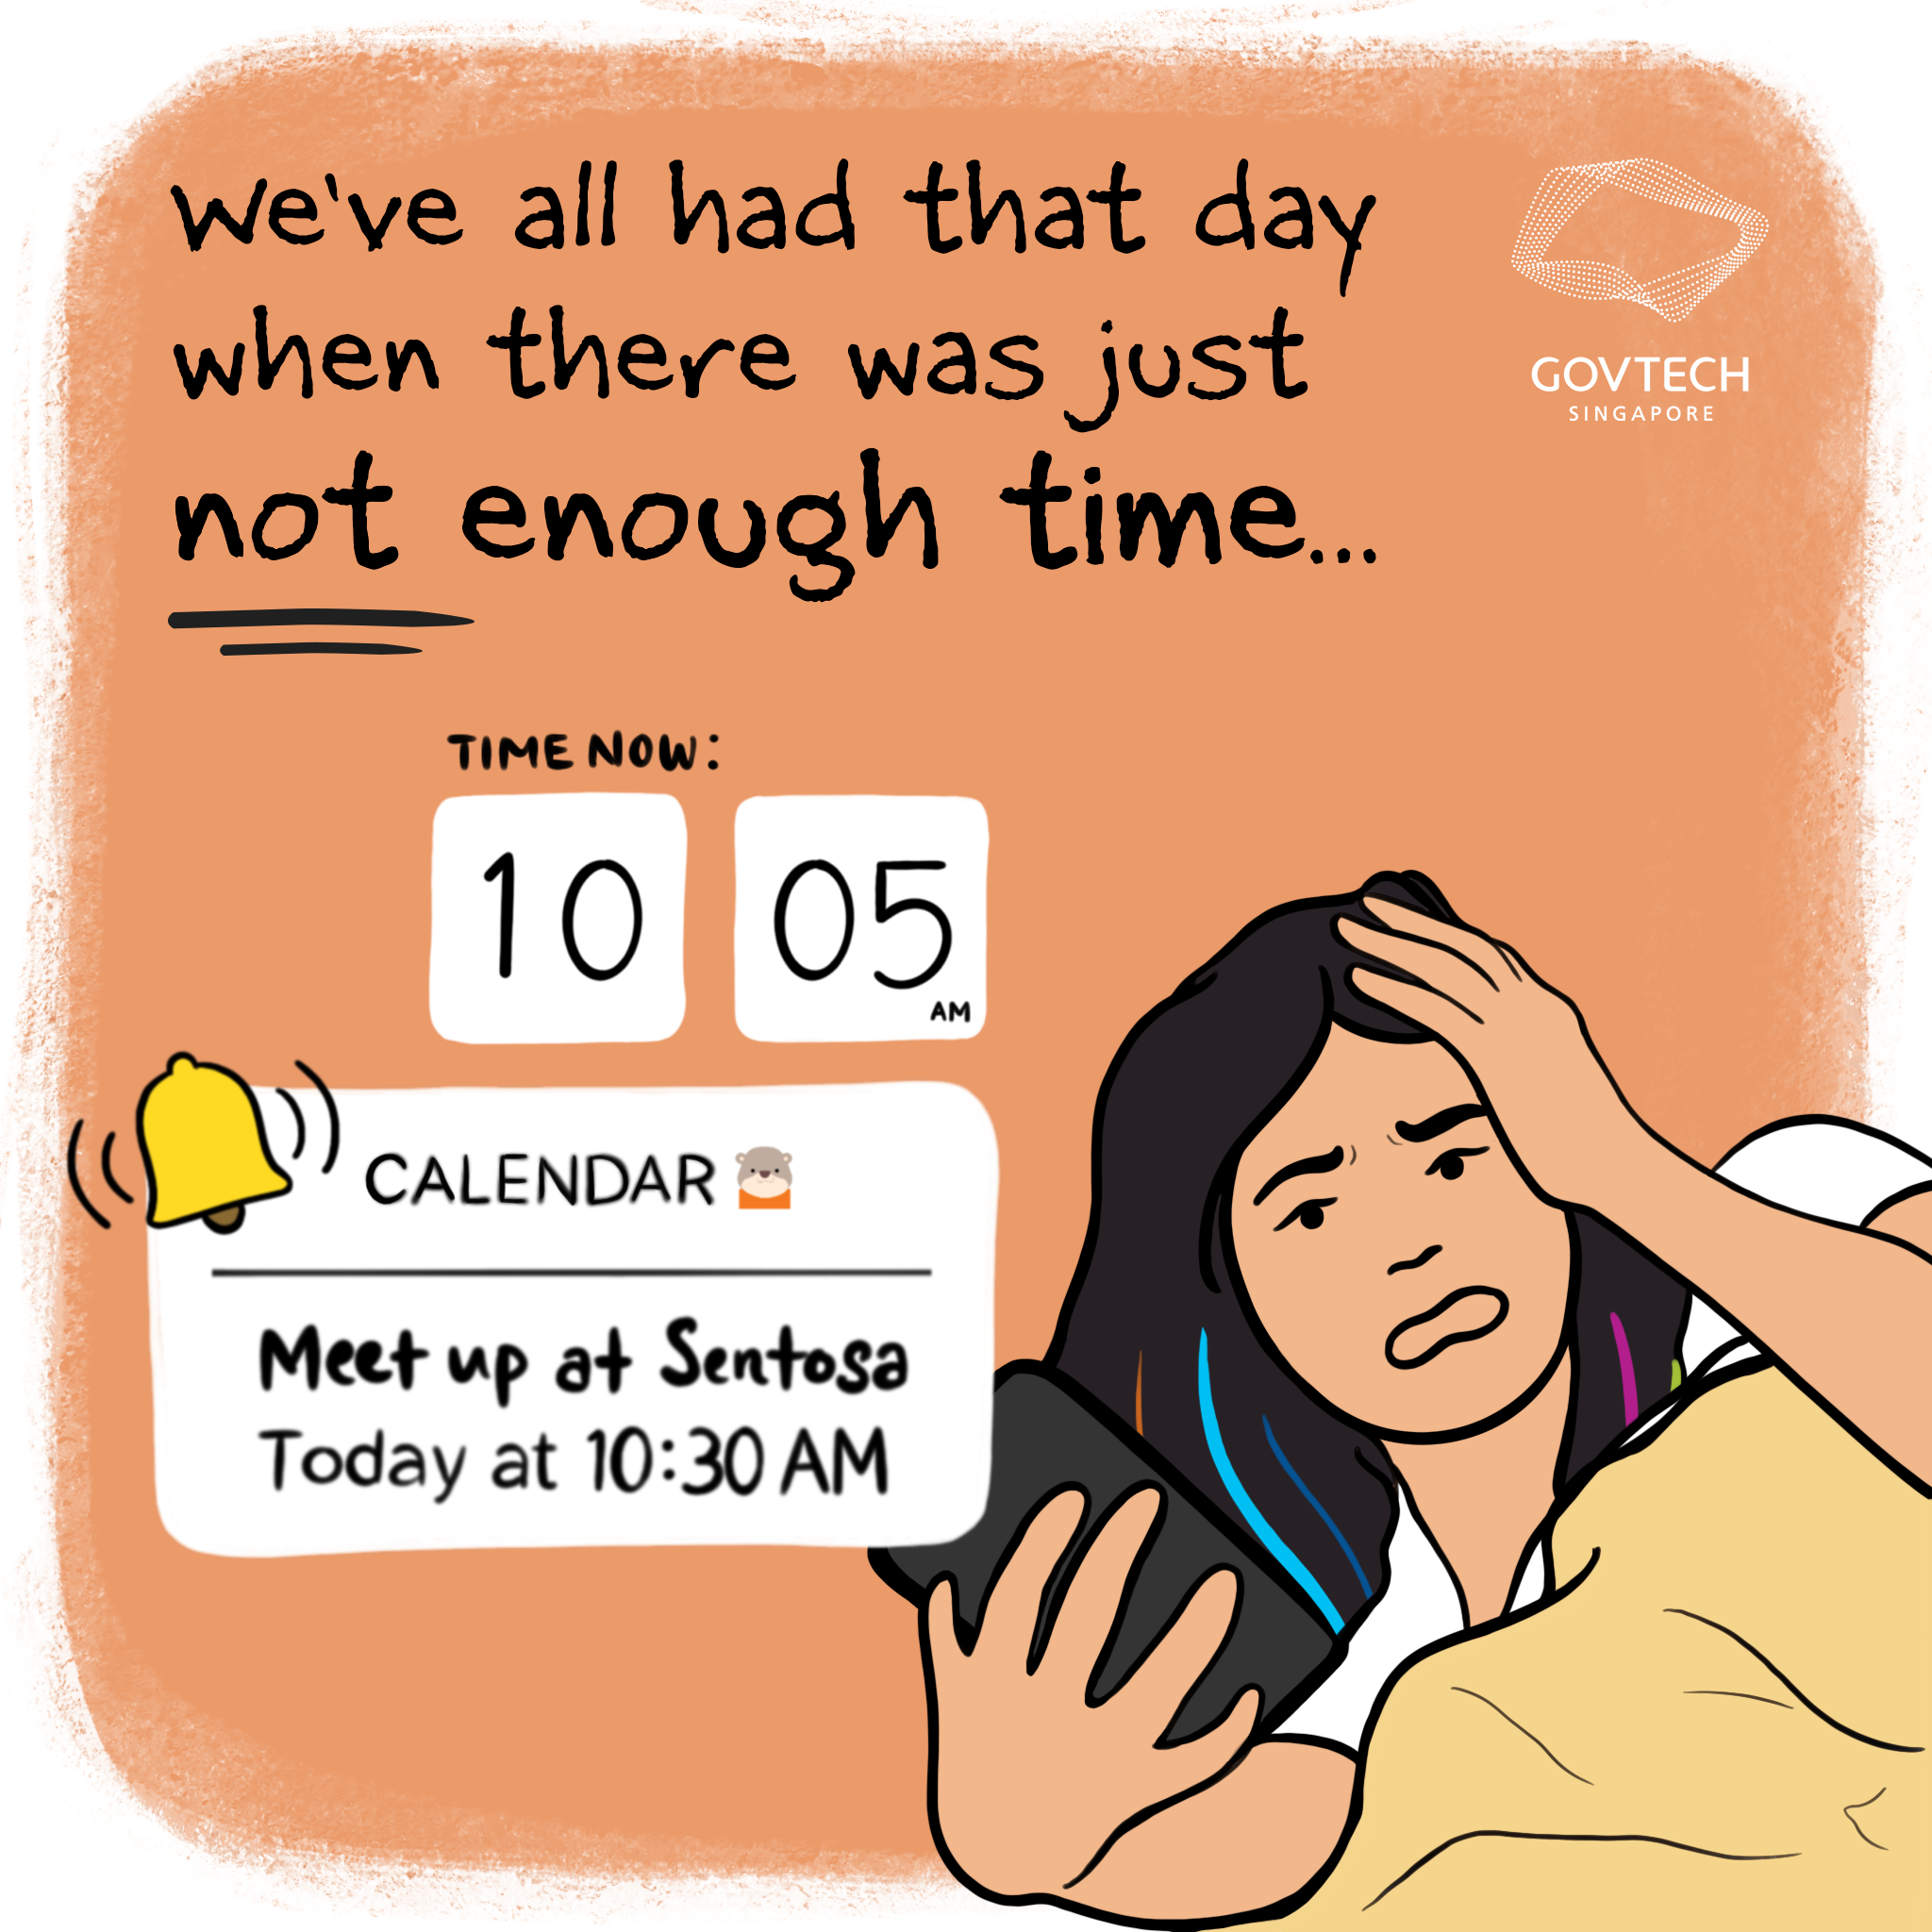 We've all had that day
when there was just
not enough time...
GOVTECH
SINGAPORE
TIME NOW:
10 05
AM
CALENDAR
Meet up at Sentosa
Today at 10:30 AM